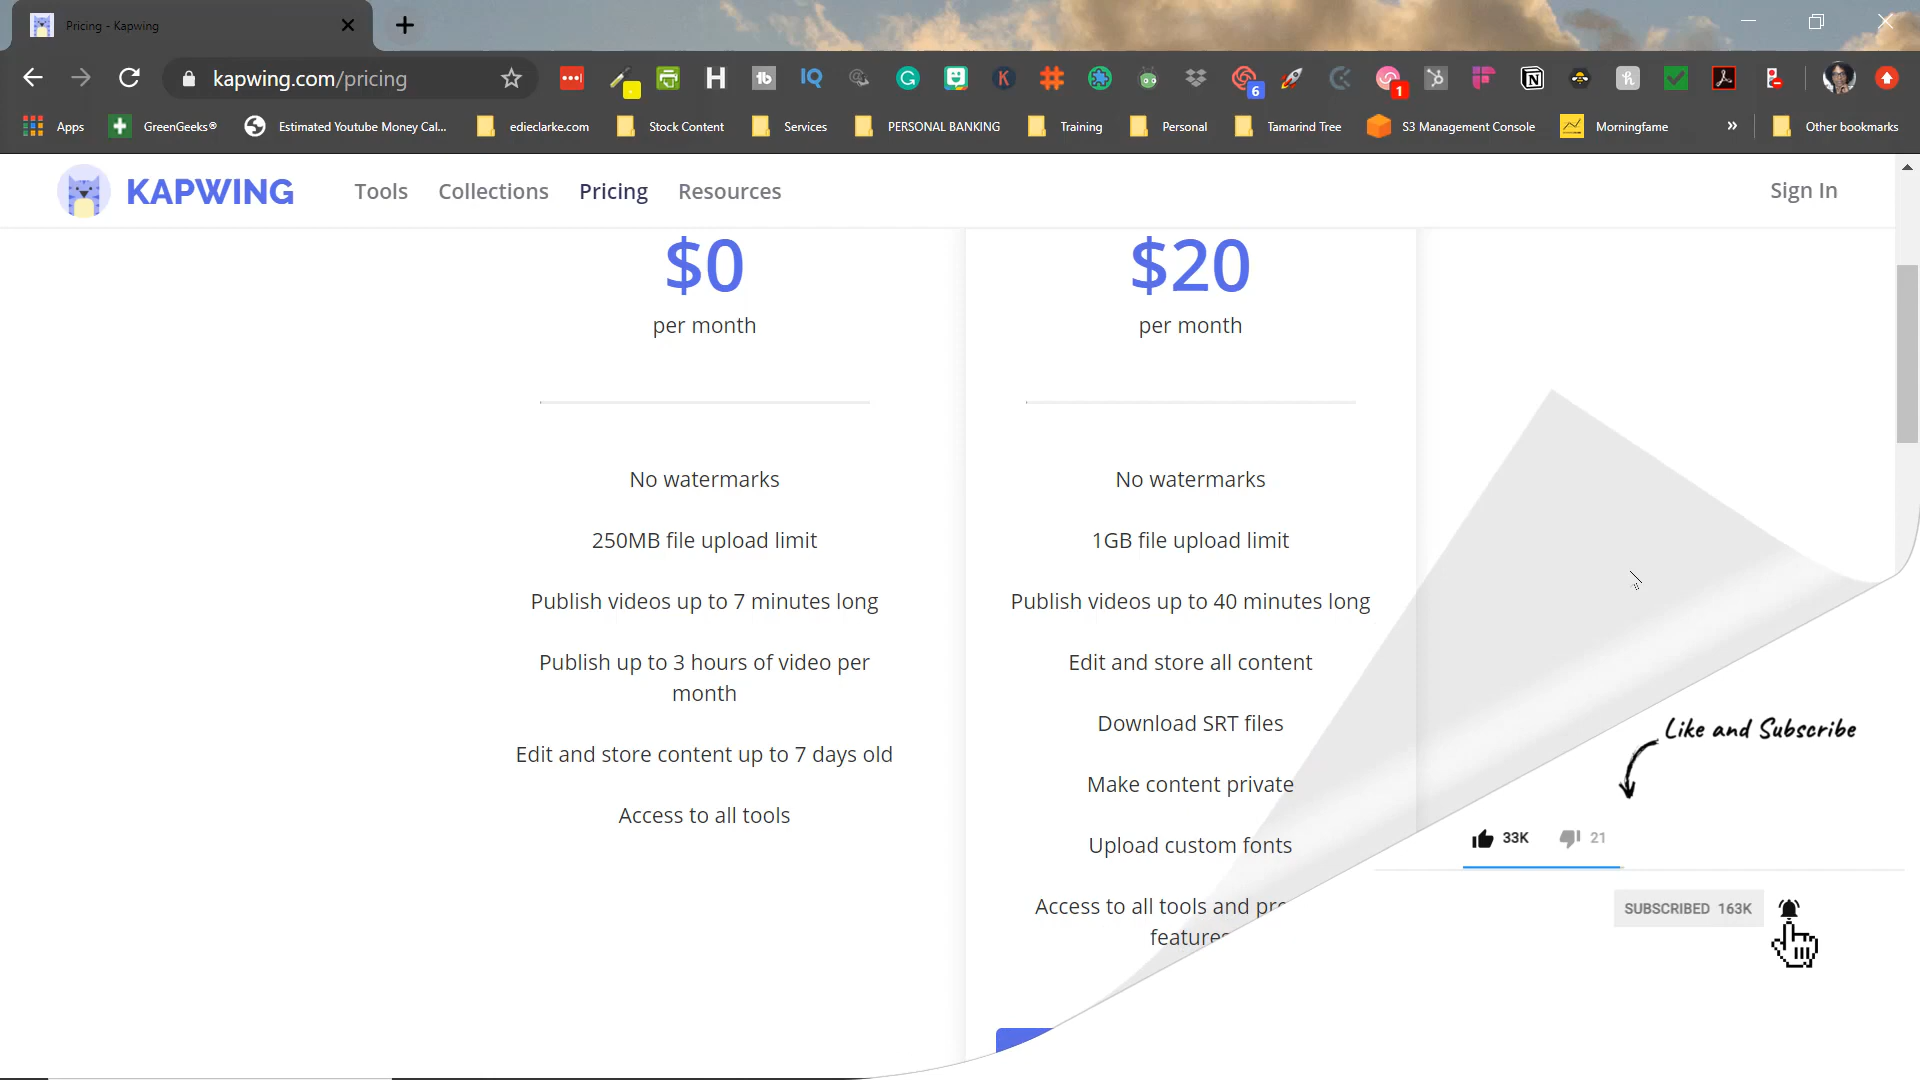 Pricing - Kapwing
kapwing.com/pricing
6
1
Apps
GreenGeeks®
Estimated Youtube Money Cal...
edieclarke.com
Stock Content
Services
PERSONAL BANKING
Training
Personal
Tamarind Tree
S3 Management Console
Morningfame
»
Other bookmarks
KAPWING
Tools
Collections
Pricing
Resources
Sign In
$0
per month
No watermarks
250MB file upload limit
Publish videos up to 7 minutes long
Publish up to 3 hours of video per
month
Edit and store content up to 7 days old
Access to all tools
$20
per month
No watermarks
1GB file upload limit
Publish videos up to 40 minutes long
Edit and store all content
Download SRT files
Make content private
Upload custom fonts
Access to all tools and
features
Like and Subscribe
33K
21
SUBSCRIBED 163K